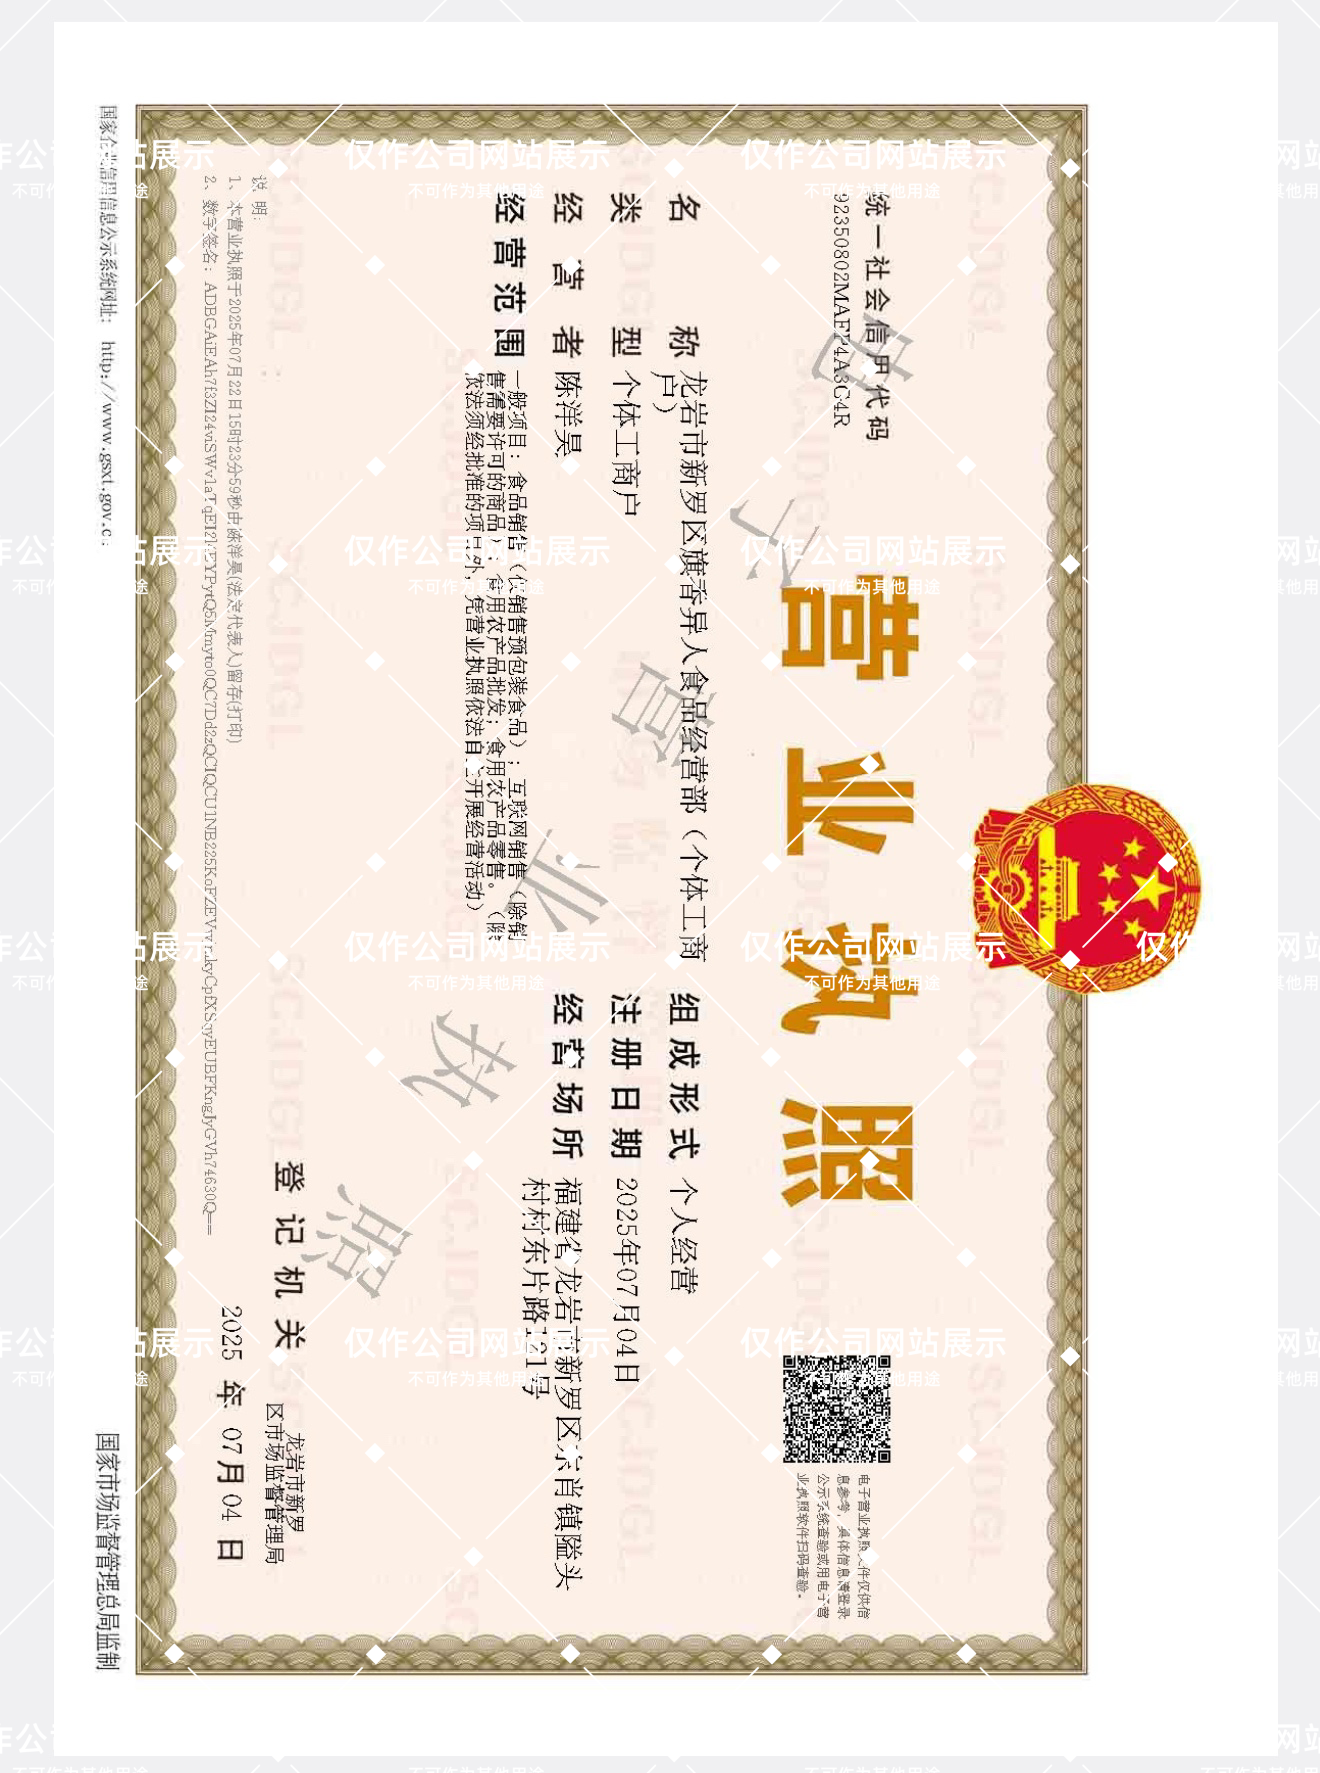 营业执照
统一社会信用代码
电子营业执照文件仅供信
息参考，具体信息请登录
公示系统查验或用电子营
业执照软件扫码查验。
名称 龙岩市新罗区旗香异人食品经营部（个体工商
户）
类型 个体工商户
经营者 陈洋昊
经营范围 一般项目：食品销售（仅销售预包装食品）；互联网销售（除销
售需要许可的商品）；食用农产品批发；食用农产品零售。（除
依法须经批准的项目外，凭营业执照依法自主开展经营活动）
组成形式 个人经营
注册日期 2025年07月04日
经营场所 福建省龙岩市新罗区东肖镇隘头
村村东片路121号
登记机关
龙岩市新罗
区市场监督管理局
2025 年 07月04 日
说明:
1、本营业执照于2025年07月22日15时23分59秒由陈洋昊(法定代表人)留存(打印)
2、数字签名:
国家企业信用信息公示系统网址： http://www.gsxt.gov.cn
国家市场监督管理总局监制
电子营业执照
SCJDGL
仅作公司网站展示
不可作为其他用途